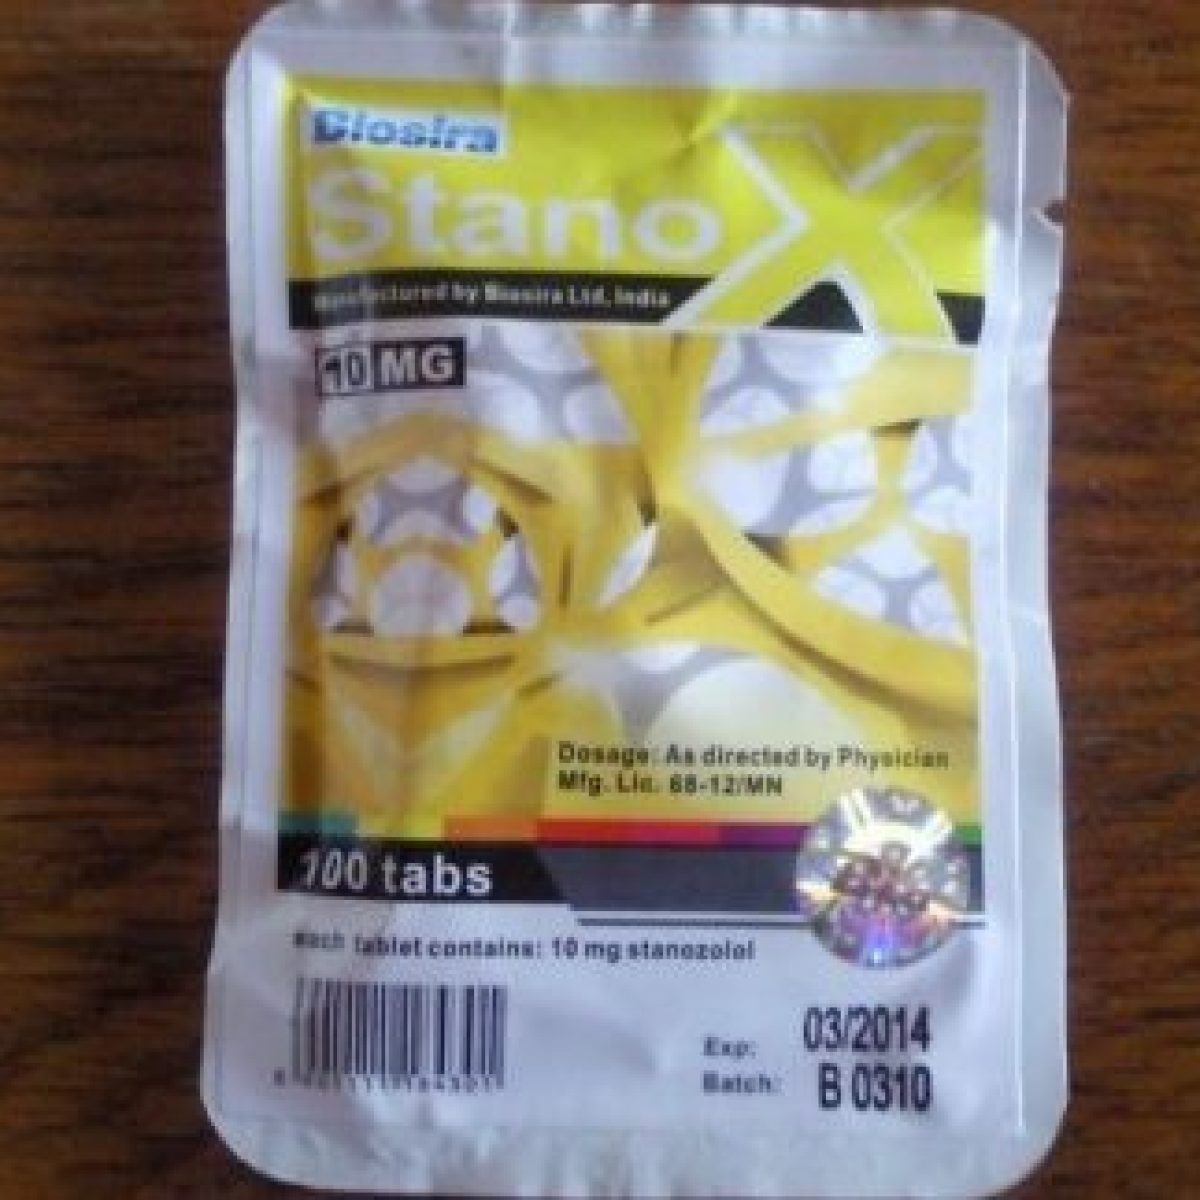 Biosira
StanoX
Manufactured by Biosira Ltd. India
10 MG
Dosage: As directed by Physician
Mfg. Lic. 68-12/MN
100 tabs
Each tablet contains: 10 mg stanozolol
Exp: 03/2014
Batch: B 0310